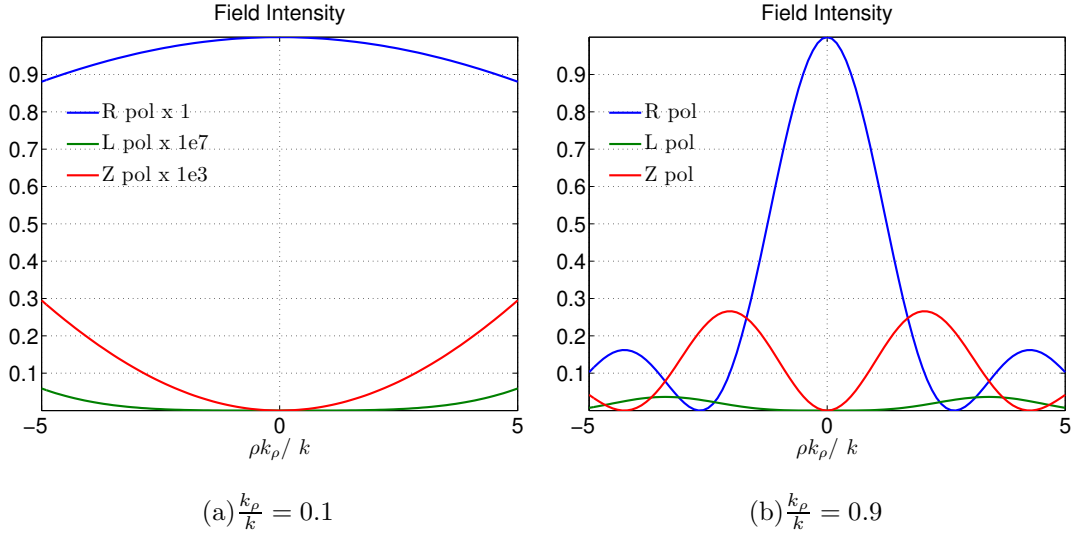 Field Intensity
0.9
0.8
0.7
0.6
0.5
0.4
0.3
0.2
0.1
R pol x 1
L pol x 1e7
Z pol x 1e3
−5
0
5
ρkρ/ k
(a) kρ/k = 0.1
Field Intensity
0.9
0.8
0.7
0.6
0.5
0.4
0.3
0.2
0.1
R pol
L pol
Z pol
−5
0
5
ρkρ/ k
(b) kρ/k = 0.9